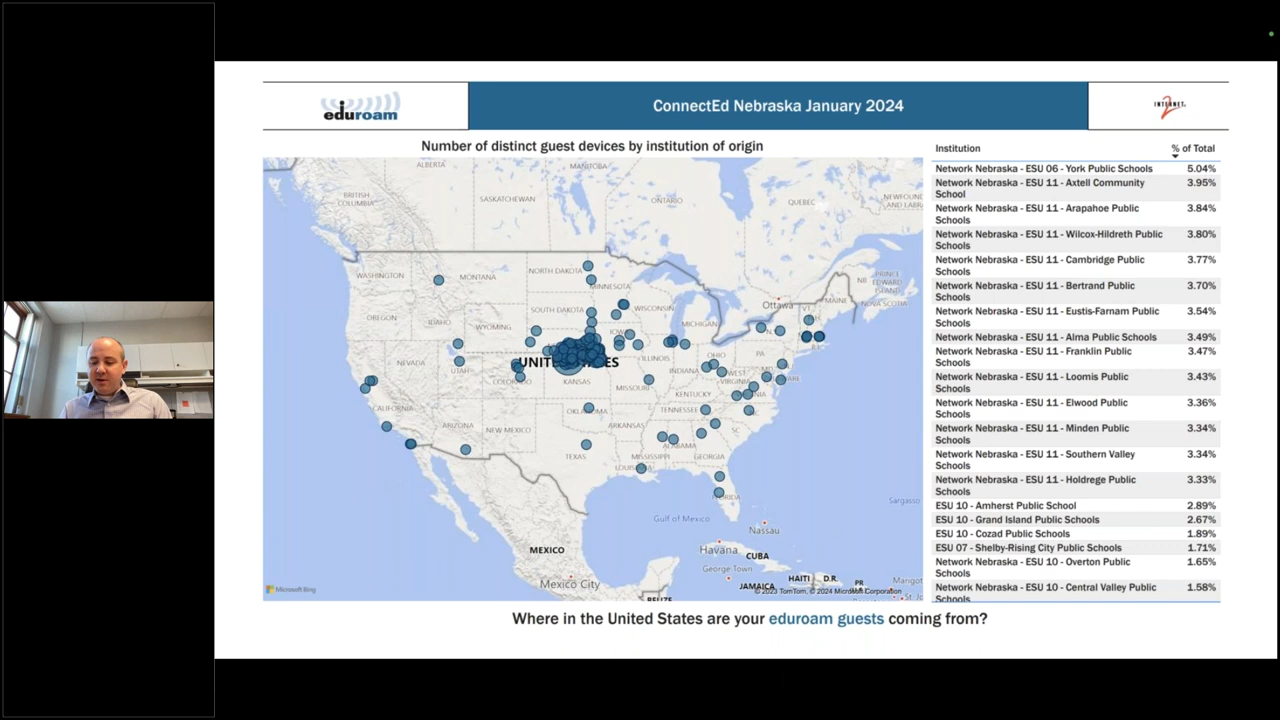 eduroam
ConnectEd Nebraska January 2024
INTERNET
2
Number of distinct guest devices by institution of origin
ALBERTA
MANITOBA
BRITISH
COLUMBIA
SASKATCHEWAN
ONTARIO
QUEBEC
NEWFOUND
AND LABR
WASHINGTON
MONTANA
NORTH DAKOTA
MINNESOTA
Ottawa
MAINE
NB
PRINCE
EDWARD
ISLAND
NOVA SCOTIA
OREGON
IDAHO
SOUTH DAKOTA
WISCONSIN
MICHIGAN
VT
WYOMING
IOWA
NEVADA
UTAH
UNITED STATES
ILLINOIS
INDIANA
OHIO
PA
COLORADO
KANSAS
MISSOURI
WEST
VIRGINIA
KENTUCKY
CALIFORNIA
ARIZONA
NEW MEXICO
OKLAHOMA
ARKANSAS
TENNESSEE
SC
TEXAS
MISSISSIPPI
ALABAMA
GEORGIA
LOUISIANA
FLORIDA
Sargasso
Gulf of Mexico
Nassau
MEXICO
Havana
CUBA
George Town
Mexico City
JAMAICA
HAITI
D.R.
PR
BELIZE
Microsoft Bing
© 2023 TomTom, © 2024 Microsoft Corporation
Institution % of Total
Network Nebraska - ESU 06 - York Public Schools 5.04%
Network Nebraska - ESU 11 - Axtell Community 3.95%
School
Network Nebraska - ESU 11 - Arapahoe Public 3.84%
Schools
Network Nebraska - ESU 11 - Wilcox-Hildreth Public 3.80%
Schools
Network Nebraska - ESU 11 - Cambridge Public 3.77%
Schools
Network Nebraska - ESU 11 - Bertrand Public 3.70%
Schools
Network Nebraska - ESU 11 - Eustis-Farnam Public 3.54%
Schools
Network Nebraska - ESU 11 - Alma Public Schools 3.49%
Network Nebraska - ESU 11 - Franklin Public 3.47%
Schools
Network Nebraska - ESU 11 - Loomis Public 3.43%
Schools
Network Nebraska - ESU 11 - Elwood Public 3.36%
Schools
Network Nebraska - ESU 11 - Minden Public 3.34%
Schools
Network Nebraska - ESU 11 - Southern Valley 3.34%
Schools
Network Nebraska - ESU 11 - Holdrege Public 3.33%
Schools
ESU 10 - Amherst Public School 2.89%
ESU 10 - Grand Island Public Schools 2.67%
ESU 10 - Cozad Public Schools 1.89%
ESU 07 - Shelby-Rising City Public Schools 1.71%
Network Nebraska - ESU 10 - Overton Public 1.65%
Schools
Network Nebraska - ESU 10 - Central Valley Public 1.58%
Schools
Where in the United States are your eduroam guests coming from?